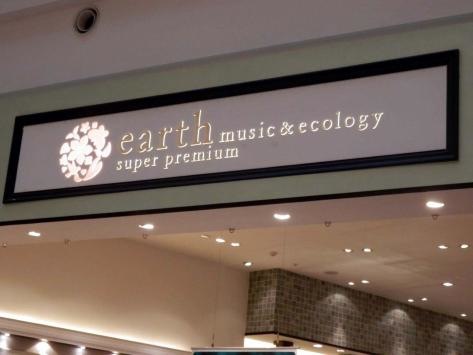 earth music & ecology
super premium